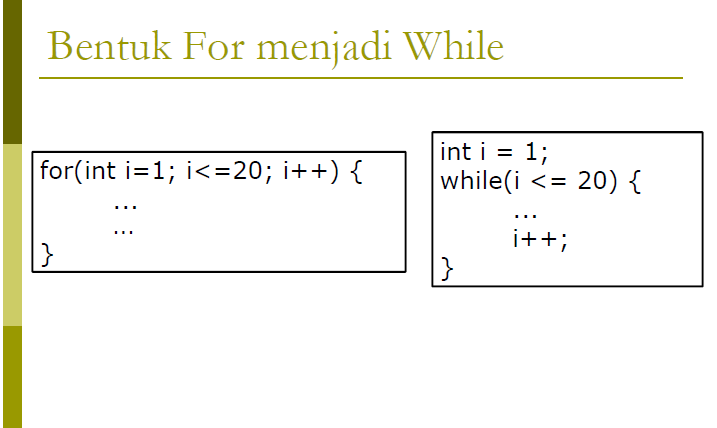 Bentuk For menjadi While
for(int i=1; i<=20; i++) {
...
...
}
int i = 1;
while(i <= 20) {
...
i++;
}